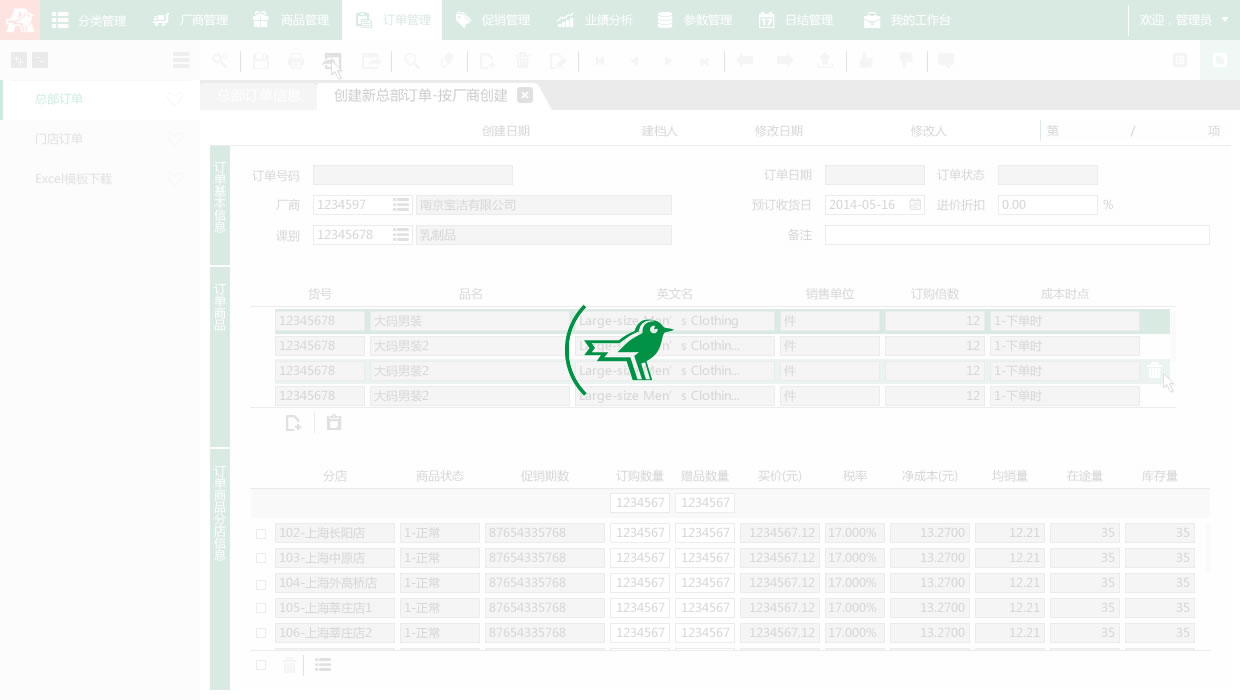 分类管理 厂商管理 商品管理 订单管理 促销管理 业绩分析 参数管理 日结管理 我的工作台 欢迎，管理员
总部订单信息 创建新总部订单-按厂商创建
总部订单
门店订单
Excel模板下载
创建日期 建档人 修改日期 修改人 第 / 项
订单基本信息
订单号码 订单日期 订单状态
厂商 1234597 南京宝洁有限公司 预订收货日 2014-05-16 进价折扣 0.00 %
课别 12345678 乳制品 备注
订单商品
货号 品名 英文名 销售单位 订购倍数 成本时点
12345678 大码男装 Large-size Men's Clothing 件 12 1-下单时
12345678 大码男装2 Large-size Men's Clothin... 件 12 1-下单时
12345678 大码男装2 Large-size Men's Clothin... 件 12 1-下单时
12345678 大码男装2 Large-size Men's Clothin... 件 12 1-下单时
订单商品分店信息
分店 商品状态 促销期数 订购数量 赠品数量 买价(元) 税率 净成本(元) 均销量 在途量 库存量
1234567 1234567
102-上海长阳店 1-正常 87654335768 1234567 1234567 1234567.12 17.000% 13.2700 12.21 35 35
103-上海中原店 1-正常 87654335768 1234567 1234567 1234567.12 17.000% 13.2700 12.21 35 35
104-上海外高桥店 1-正常 87654335768 1234567 1234567 1234567.12 17.000% 13.2700 12.21 35 35
105-上海莘庄店1 1-正常 87654335768 1234567 1234567 1234567.12 17.000% 13.2700 12.21 35 35
106-上海莘庄店2 1-正常 87654335768 1234567 1234567 1234567.12 17.000% 13.2700 12.21 35 35